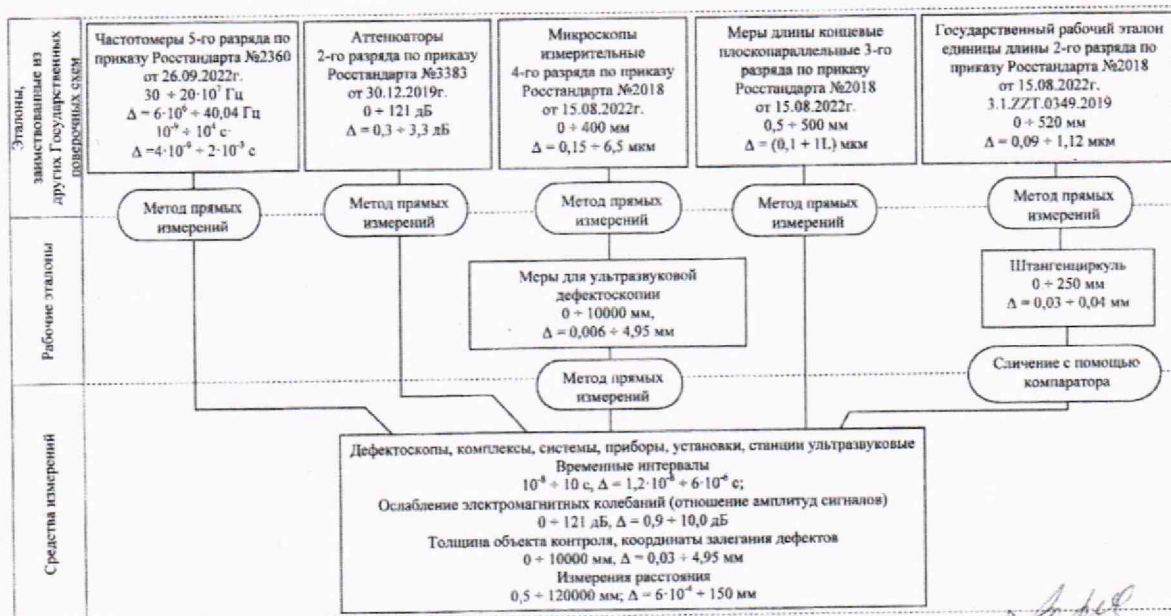 Эталоны,
заимствованные из
других Государственных
поверочных схем
Частотомеры 5-го разряда по
приказу Росстандарта №2360
от 26.09.2022г.
30 ÷ 20·10⁷ Гц
Δ = 6·10⁶ ÷ 40,04 Гц
10⁻⁹ ÷ 10⁴ с
Δ =4·10⁻⁹ ÷ 2·10⁻³ с
Аттенюаторы
2-го разряда по приказу
Росстандарта №3383
от 30.12.2019г.
0 ÷ 121 дБ
Δ = 0,3 ÷ 3,3 дБ
Микроскопы
измерительные
4-го разряда по приказу
Росстандарта №2018
от 15.08.2022г.
0 ÷ 400 мм
Δ = 0,15 ÷ 6,5 мкм
Меры длины концевые
плоскопараллельные 3-го
разряда по приказу
Росстандарта №2018
от 15.08.2022г.
0,5 ÷ 500 мм
Δ = (0,1 + 1L) мкм
Государственный рабочий эталон
единицы длины 2-го разряда по
приказу Росстандарта №2018
от 15.08.2022г.
3.1.ZZT.0349.2019
0 ÷ 520 мм
Δ = 0,09 ÷ 1,12 мкм
Метод прямых
измерений
Метод прямых
измерений
Метод прямых
измерений
Метод прямых
измерений
Метод прямых
измерений
Рабочие эталоны
Меры для ультразвуковой
дефектоскопии
0 ÷ 10000 мм,
Δ = 0,006 ÷ 4,95 мм
Штангенциркуль
0 ÷ 250 мм
Δ = 0,03 ÷ 0,04 мм
Метод прямых
измерений
Сличение с помощью
компаратора
Средства измерений
Дефектоскопы, комплексы, системы, приборы, установки, станции ультразвуковые
Временные интервалы
10⁻⁸ ÷ 10 с, Δ = 1,2·10⁻⁸ ÷ 6·10⁻⁶ с;
Ослабление электромагнитных колебаний (отношение амплитуд сигналов)
0 ÷ 121 дБ, Δ = 0,9 ÷ 10,0 дБ
Толщина объекта контроля, координаты залегания дефектов
0 ÷ 10000 мм, Δ = 0,03 ÷ 4,95 мм
Измерения расстояния
0,5 ÷ 120000 мм; Δ = 6·10⁻⁴ ÷ 150 мм